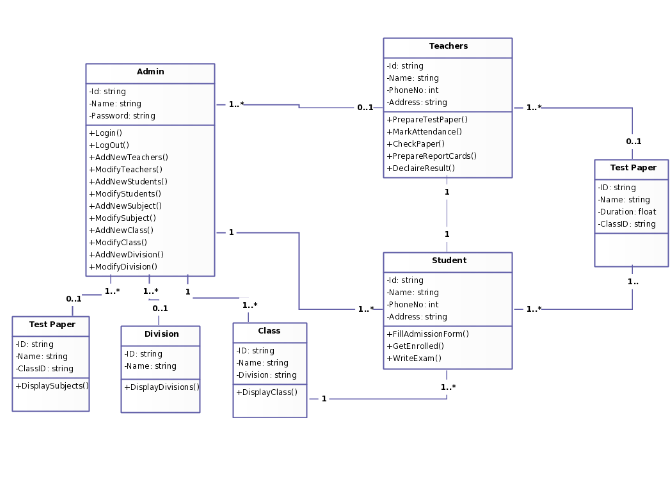 Admin
-Id: string
-Name: string
-Password: string
+Login()
+LogOut()
+AddNewTeachers()
+ModifyTeachers()
+AddNewStudents()
+ModifyStudents()
+AddNewSubject()
+ModifySubject()
+AddNewClass()
+ModifyClass()
+AddNewDivision()
+ModifyDivision()
1..*
0..1
Teachers
-Id: string
-Name: string
-PhoneNo: int
-Address: string
+PrepareTestPaper()
+MarkAttendance()
+CheckPaper()
+PrepareReportCards()
+DeclaireResult()
1..*
0..1
Test Paper
-ID: string
-Name: string
-Duration: float
-ClassID: string
1..
1
1
1
1..*
Student
-Id: string
-Name: string
-PhoneNo: int
-Address: string
+FillAdmissionForm()
+GetEnrolled()
+WriteExam()
1..*
1..*
1..*
1..*
1
0..1
0..1
1..*
Test Paper
-ID: string
-Name: string
-ClassID: string
+DisplaySubjects()
Division
-ID: string
-Name: string
+DisplayDivisions()
Class
-ID: string
-Name: string
-Division: string
+DisplayClass()
1